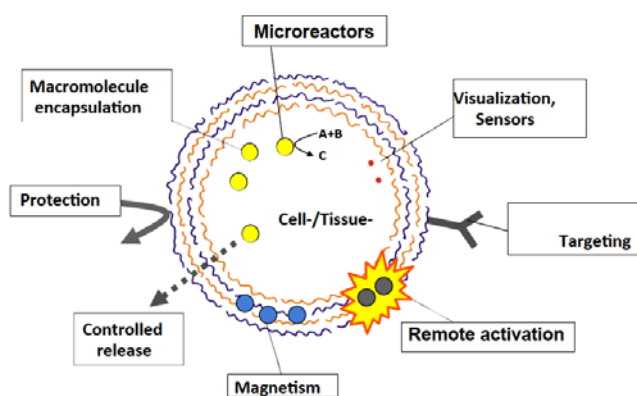 Microreactors
Macromolecule
encapsulation
Visualization,
Sensors
A+B
C
Protection
Cell-/Tissue-
Targeting
Controlled
release
Remote activation
Magnetism